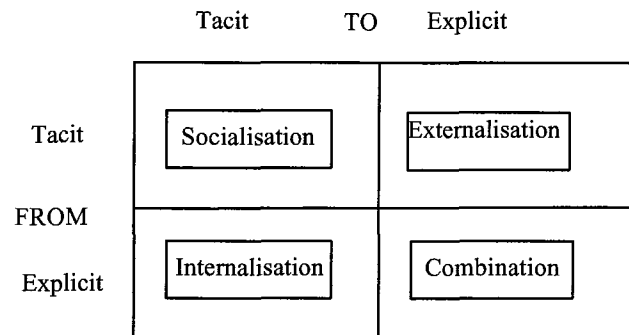 Tacit TO Explicit
Tacit Socialisation Externalisation
FROM
Explicit Internalisation Combination